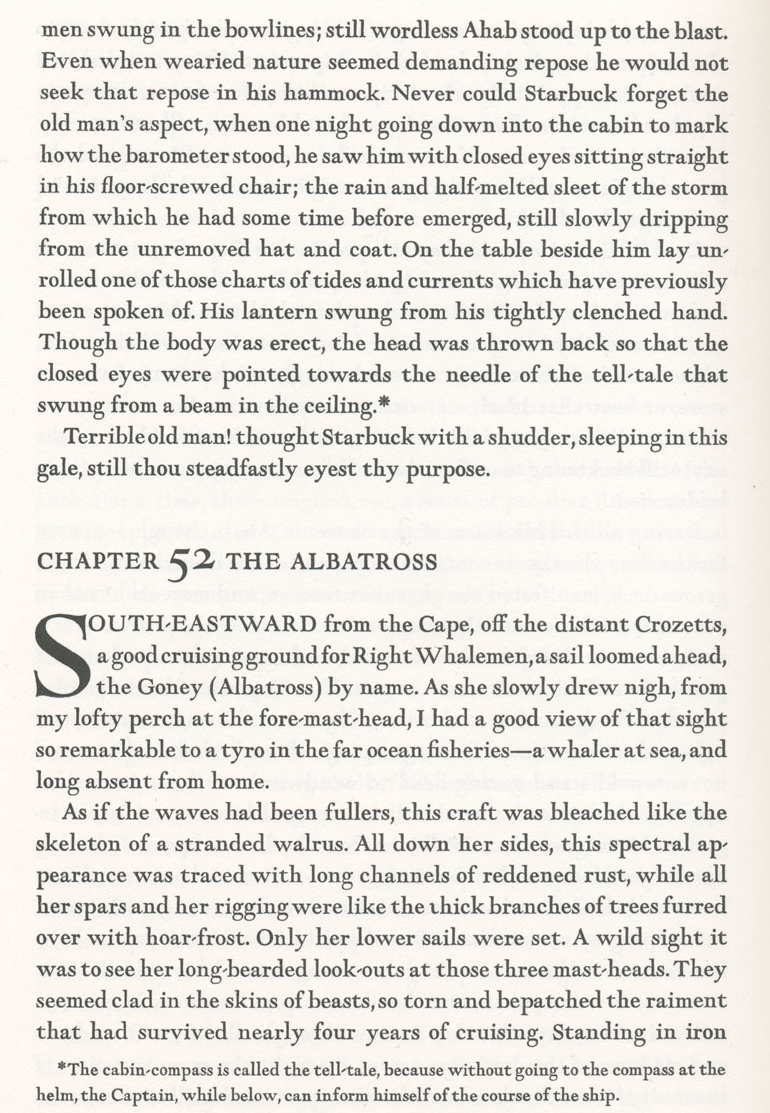 men swung in the bowlines; still wordless Ahab stood up to the blast.
Even when wearied nature seemed demanding repose he would not
seek that repose in his hammock. Never could Starbuck forget the
old man's aspect, when one night going down into the cabin to mark
how the barometer stood, he saw him with closed eyes sitting straight
in his floor-screwed chair; the rain and half-melted sleet of the storm
from which he had some time before emerged, still slowly dripping
from the unremoved hat and coat. On the table beside him lay un-
rolled one of those charts of tides and currents which have previously
been spoken of. His lantern swung from his tightly clenched hand.
Though the body was erect, the head was thrown back so that the
closed eyes were pointed towards the needle of the tell-tale that
swung from a beam in the ceiling.*
Terrible old man! thought Starbuck with a shudder, sleeping in this
gale, still thou steadfastly eyest thy purpose.
CHAPTER 52 THE ALBATROSS
SOUTH-EASTWARD from the Cape, off the distant Crozetts,
a good cruising ground for Right Whalemen, a sail loomed ahead,
the Goney (Albatross) by name. As she slowly drew nigh, from
my lofty perch at the fore-mast-head, I had a good view of that sight
so remarkable to a tyro in the far ocean fisheries—a whaler at sea, and
long absent from home.
As if the waves had been fullers, this craft was bleached like the
skeleton of a stranded walrus. All down her sides, this spectral ap-
pearance was traced with long channels of reddened rust, while all
her spars and her rigging were like the thick branches of trees furred
over with hoar-frost. Only her lower sails were set. A wild sight it
was to see her long-bearded look-outs at those three mast-heads. They
seemed clad in the skins of beasts, so torn and bepatched the raiment
that had survived nearly four years of cruising. Standing in iron
*The cabin-compass is called the tell-tale, because without going to the compass at the
helm, the Captain, while below, can inform himself of the course of the ship.